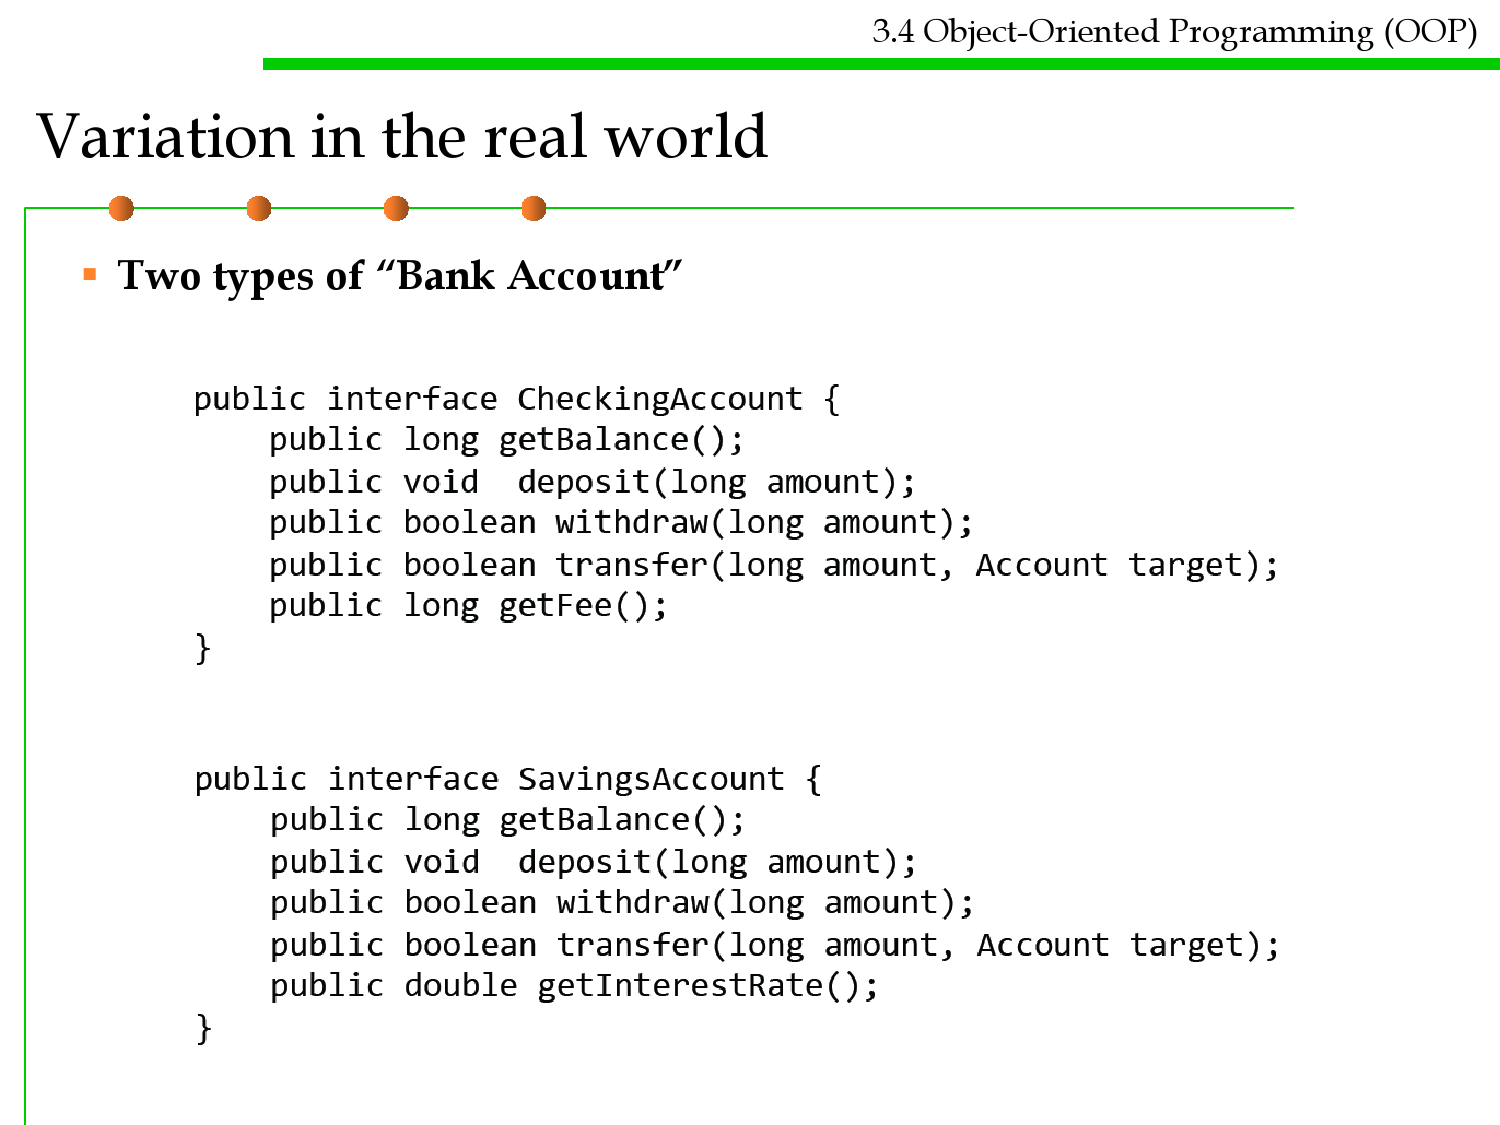 3.4 Object-Oriented Programming (OOP)
Variation in the real world
Two types of “Bank Account”
public interface CheckingAccount {
    public long getBalance();
    public void  deposit(long amount);
    public boolean withdraw(long amount);
    public boolean transfer(long amount, Account target);
    public long getFee();
}
public interface SavingsAccount {
    public long getBalance();
    public void  deposit(long amount);
    public boolean withdraw(long amount);
    public boolean transfer(long amount, Account target);
    public double getInterestRate();
}